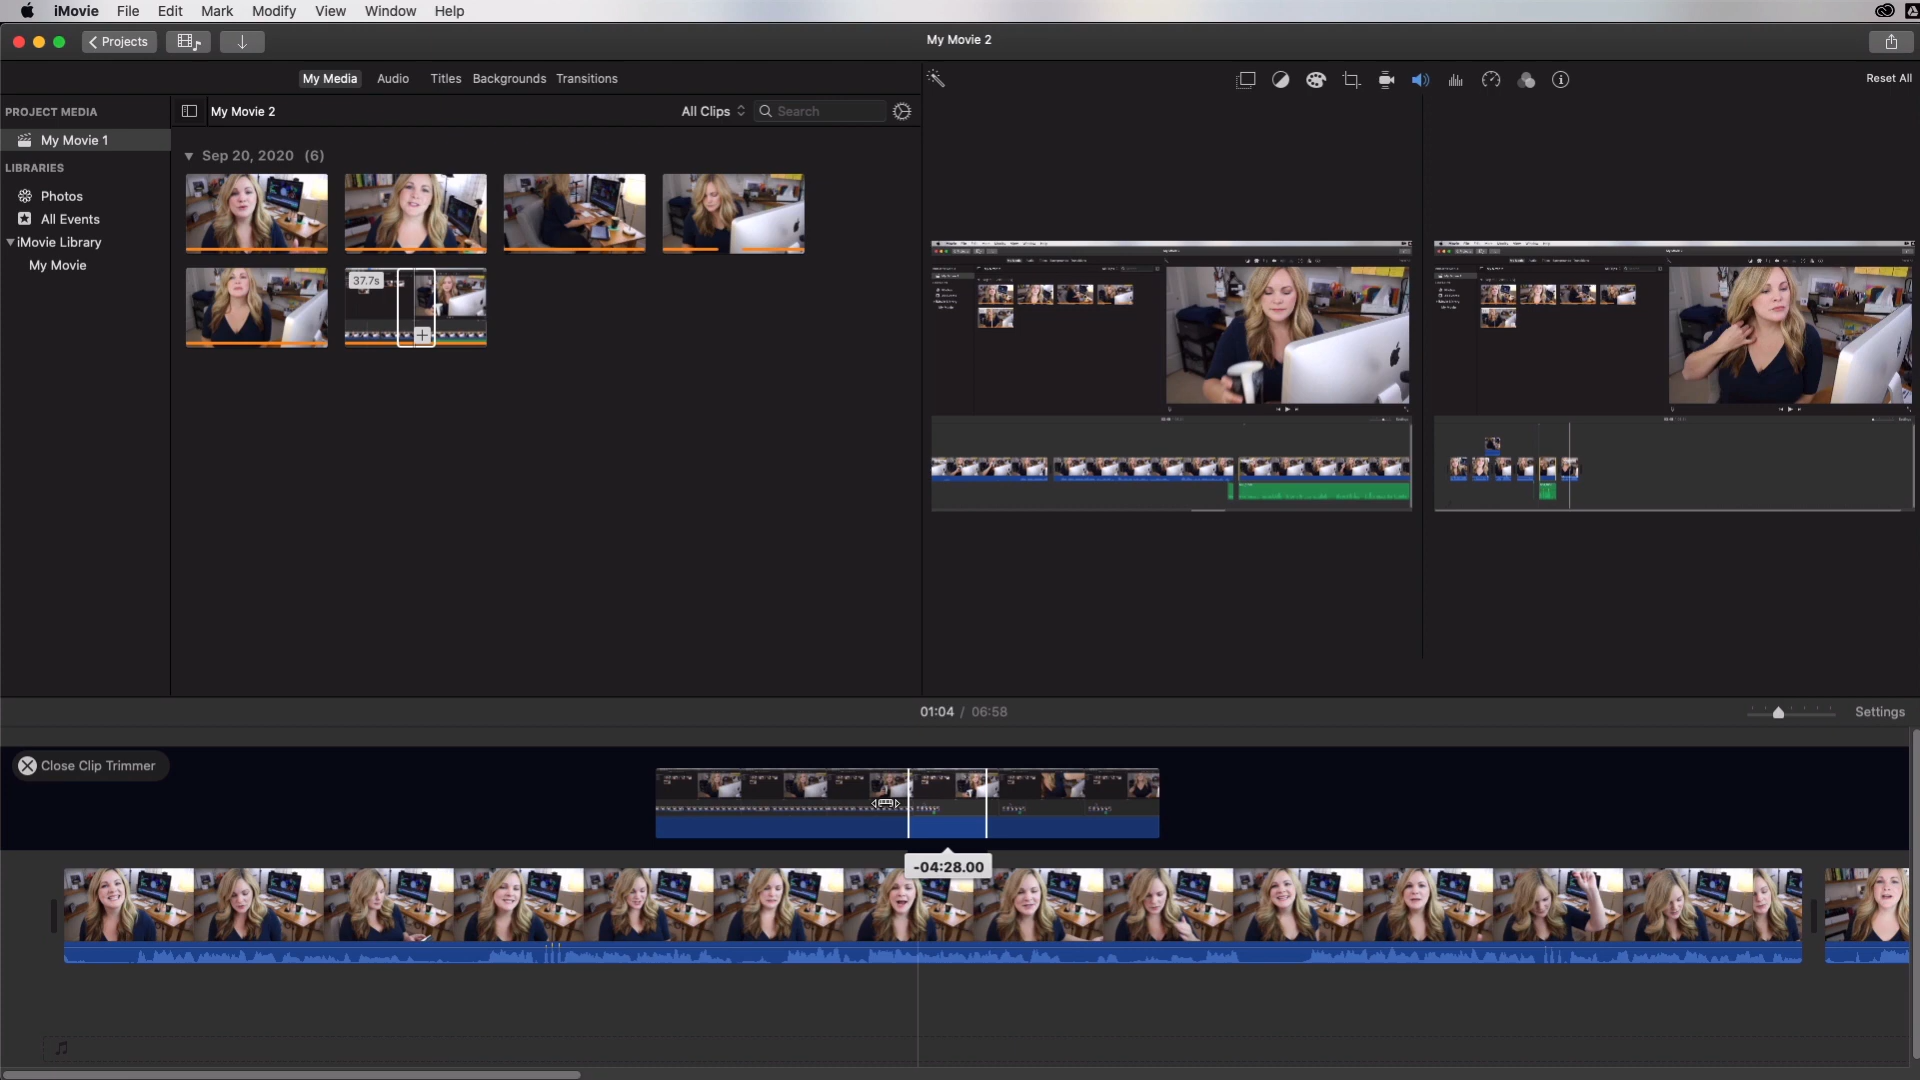 iMovie File Edit Mark Modify View Window Help
Projects
My Movie 2
My Media Audio Titles Backgrounds Transitions
Reset All
PROJECT MEDIA
My Movie 1
LIBRARIES
Photos
All Events
iMovie Library
My Movie
My Movie 2
All Clips
Search
Sep 20, 2020 (6)
37.7s
01:04 / 06:58
Settings
Close Clip Trimmer
-04:28.00